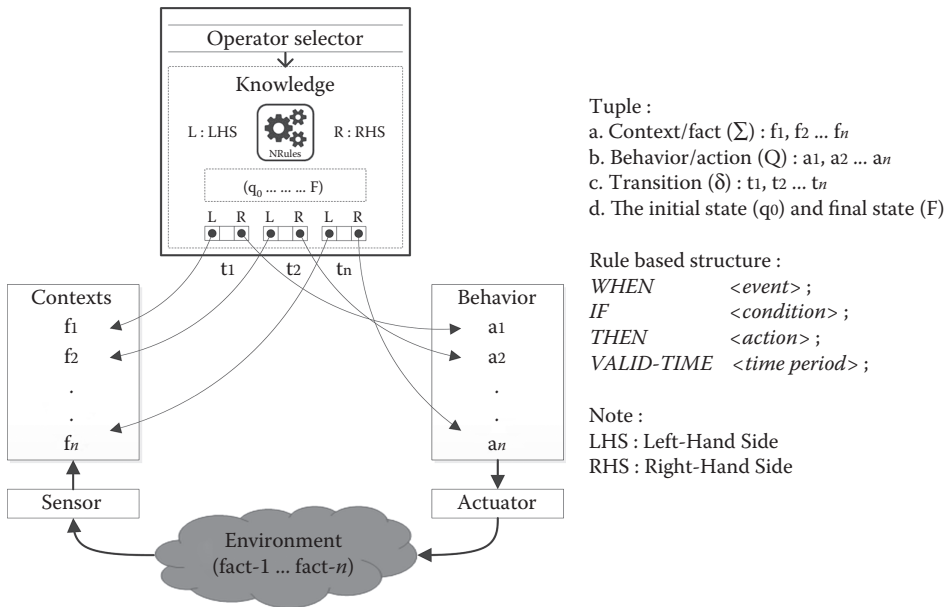 Operator selector
Knowledge
L : LHS
R : RHS
NRules
(q0 ... ... ... F)
L R L R L R
t1 t2 tn
Contexts
f1
f2
.
.
fn
Behavior
a1
a2
.
.
an
Sensor
Actuator
Environment
(fact-1 ... fact-n)
Tuple :
a. Context/fact (Σ) : f1, f2 ... fn
b. Behavior/action (Q) : a1, a2 ... an
c. Transition (δ) : t1, t2 ... tn
d. The initial state (q0) and final state (F)
Rule based structure :
WHEN <event> ;
IF <condition> ;
THEN <action> ;
VALID-TIME <time period> ;
Note :
LHS : Left-Hand Side
RHS : Right-Hand Side